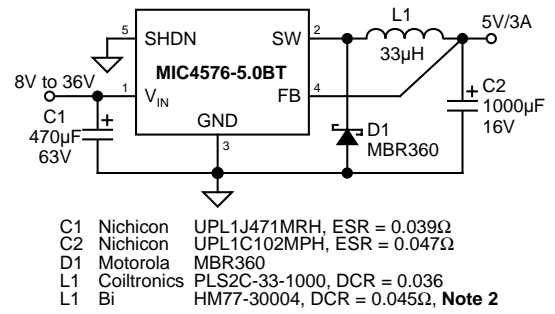 L1
5V/3A
5
SHDN
SW
2
33µH
MIC4576-5.0BT
8V to 36V
1
VIN
FB
4
C1
470µF
63V
GND
3
D1
MBR360
C2
1000µF
16V
C1 Nichicon UPL1J471MRH, ESR = 0.039Ω
C2 Nichicon UPL1C102MPH, ESR = 0.047Ω
D1 Motorola MBR360
L1 Coiltronics PLS2C-33-1000, DCR = 0.036
L1 Bi HM77-30004, DCR = 0.045Ω, Note 2